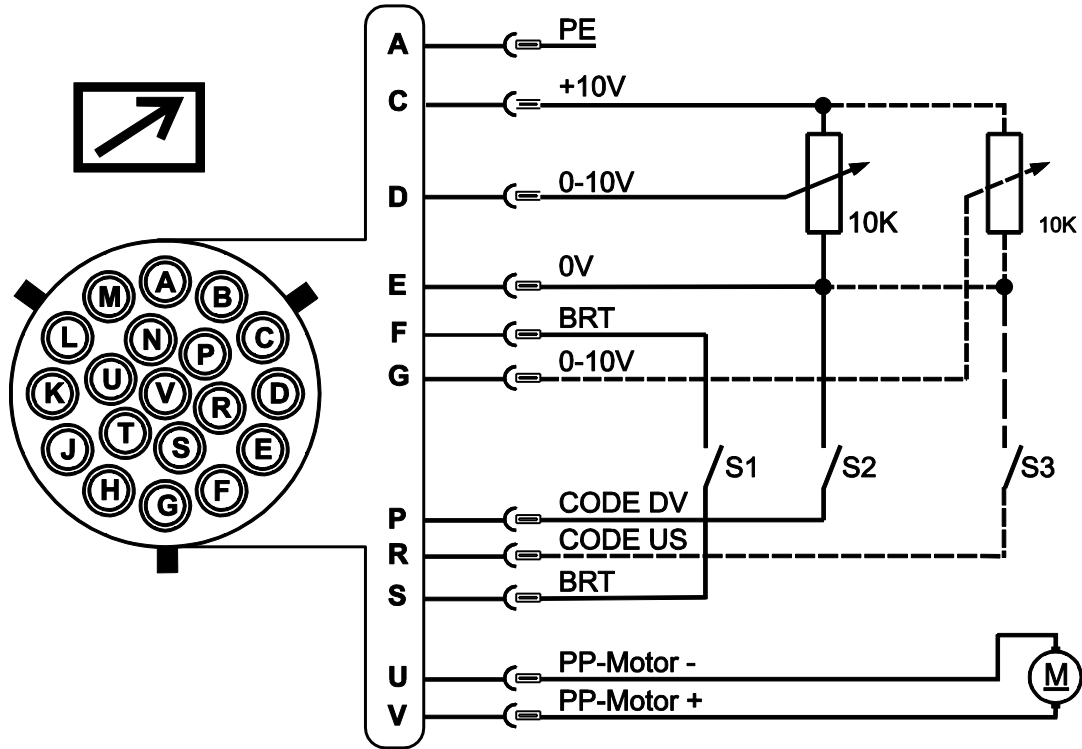 A PE
C +10V
D 0-10V
10K
10K
E 0V
F BRT
G 0-10V
S1 S2 S3
P CODE DV
R CODE US
S BRT
U PP-Motor -
V PP-Motor +
M
A
M B
L N P C
K U V R D
J T S E
H G F